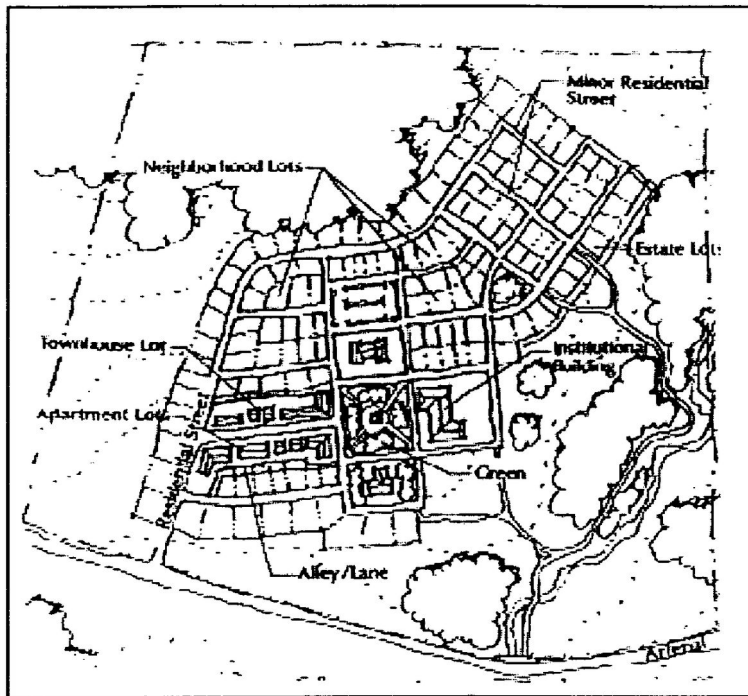 Minor Residential
Street
Neighborhood Lots
Estate Lots
Townhouse Lot
Institutional
Building
Apartment Lot
Residential Street
Green
Alley/Lane
Arterial